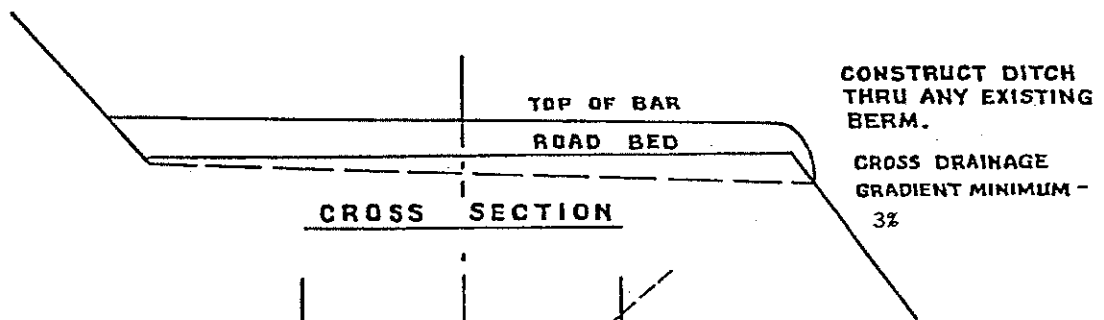 CONSTRUCT DITCH
THRU ANY EXISTING
BERM.
TOP OF BAR
ROAD BED
CROSS DRAINAGE
GRADIENT MINIMUM -
3%
CROSS SECTION